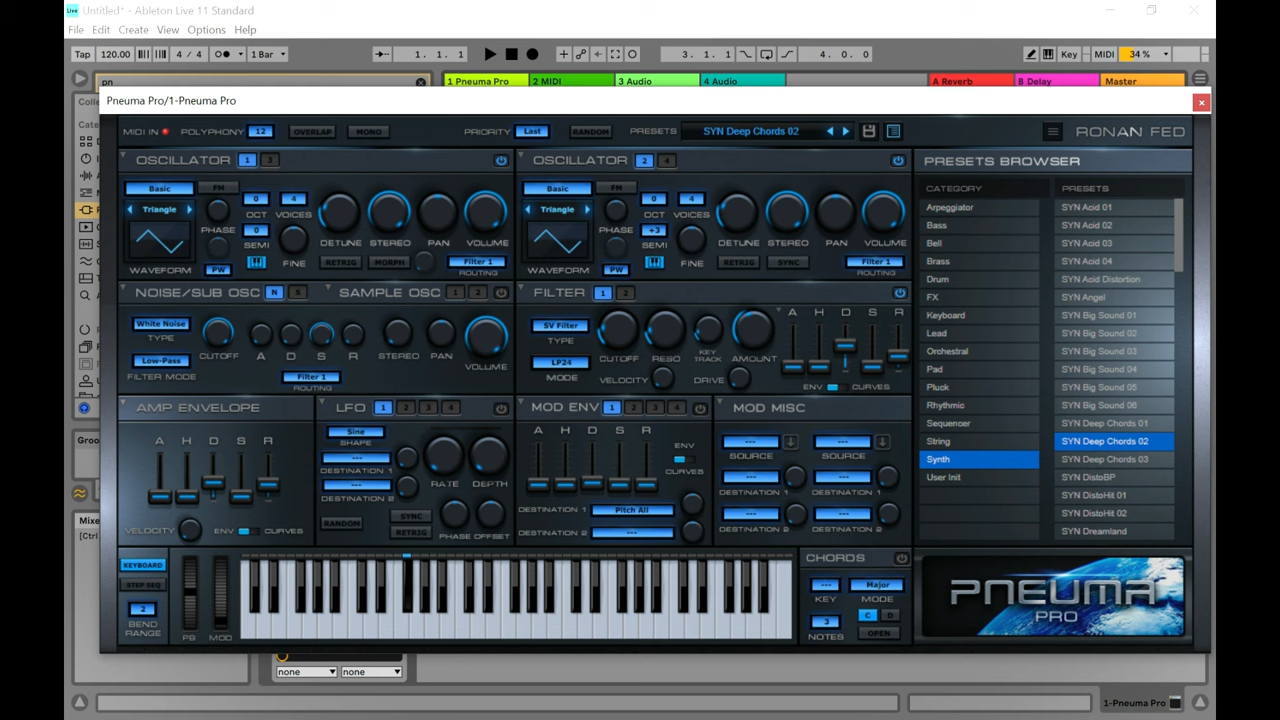 Live Untitled* - Ableton Live 11 Standard
File Edit Create View Options Help
Tap 120.00 4 / 4 1 Bar 1. 1. 1 3. 1. 1 4. 0. 0 Key MIDI 34 %
pn 1 Pneuma Pro 2 MIDI 3 Audio 4 Audio A Reverb B Delay Master
Colle
Cate
Groo
Mixe
[Ctrl
Pneuma Pro/1-Pneuma Pro
MIDI IN POLYPHONY 12 OVERLAP MONO PRIORITY Last RANDOM PRESETS SYN Deep Chords 02 RONAN FED
OSCILLATOR 1 3
Basic FM
Triangle
0 4
OCT VOICES
PHASE 0
SEMI DETUNE STEREO PAN VOLUME
WAVEFORM PW FINE RETRIG MORPH Filter 1
ROUTING
OSCILLATOR 2 4
Basic FM
Triangle
0 4
OCT VOICES
PHASE +3
SEMI DETUNE STEREO PAN VOLUME
WAVEFORM PW FINE RETRIG SYNC Filter 1
ROUTING
NOISE/SUB OSC N S SAMPLE OSC 1 2
White Noise
TYPE CUTOFF A D S R STEREO PAN VOLUME
Low-Pass
FILTER MODE Filter 1
ROUTING
FILTER 1 2
SV Filter
TYPE CUTOFF RESO KEY TRACK AMOUNT A H D S R
LP24
MODE VELOCITY DRIVE ENV CURVES
AMP ENVELOPE
A H D S R
VELOCITY ENV CURVES
LFO 1 2 3 4
Sine
SHAPE
---
DESTINATION 1
---
DESTINATION 2
RATE DEPTH
RANDOM SYNC
RETRIG PHASE OFFSET
MOD ENV 1 2 3 4
A H D S R
ENV
CURVES
DESTINATION 1 Pitch All
DESTINATION 2 ---
MOD MISC
--- ---
SOURCE SOURCE
--- ---
DESTINATION 1 DESTINATION 1
--- ---
DESTINATION 2 DESTINATION 2
KEYBOARD
STEP SEQ
2
BEND
RANGE
PB MOD
CHORDS
--- Major
KEY MODE
3 C D
NOTES OPEN
PRESETS BROWSER
CATEGORY
Arpeggiator
Bass
Bell
Brass
Drum
FX
Keyboard
Lead
Orchestral
Pad
Pluck
Rhythmic
Sequencer
String
Synth
User Init
PRESETS
SYN Acid 01
SYN Acid 02
SYN Acid 03
SYN Acid 04
SYN Acid Distortion
SYN Angel
SYN Big Sound 01
SYN Big Sound 02
SYN Big Sound 03
SYN Big Sound 04
SYN Big Sound 05
SYN Big Sound 06
SYN Deep Chords 01
SYN Deep Chords 02
SYN Deep Chords 03
SYN DistoBP
SYN DistoHit 01
SYN DistoHit 02
SYN Dreamland
PNEUMA
PRO
none none
1-Pneuma Pro